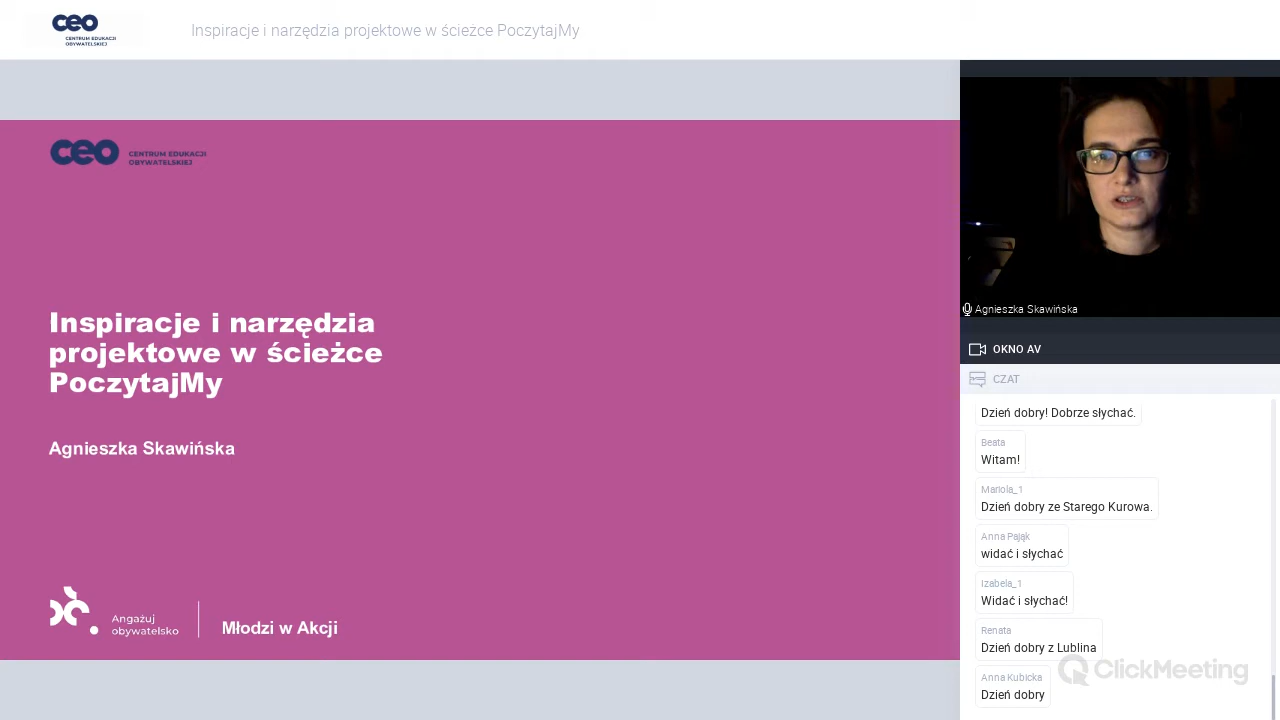 ceo
CENTRUM EDUKACJI
OBYWATELSKIEJ
Inspiracje i narzędzia projektowe w ścieżce PoczytajMy
ceo
CENTRUM EDUKACJI
OBYWATELSKIEJ
Inspiracje i narzędzia
projektowe w ścieżce
PoczytajMy
Agnieszka Skawińska
Angażuj
obywatelsko
Młodzi w Akcji
Agnieszka Skawińska
OKNO AV
CZAT
Dzień dobry! Dobrze słychać.
Beata
Witam!
Mariola_1
Dzień dobry ze Starego Kurowa.
Anna Pająk
widać i słychać
Izabela_1
Widać i słychać!
Renata
Dzień dobry z Lublina
Anna Kubicka
Dzień dobry
ClickMeeting